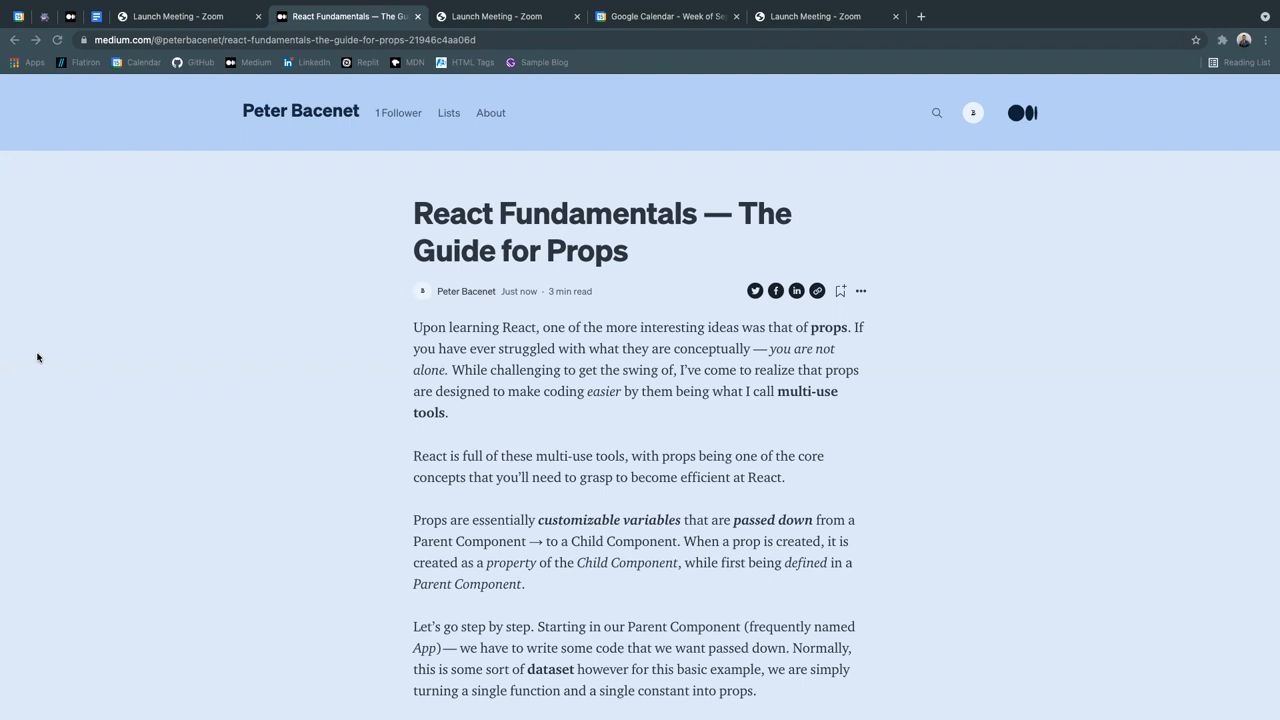 Launch Meeting - Zoom
React Fundamentals — The Gu
Launch Meeting - Zoom
Google Calendar - Week of Se
Launch Meeting - Zoom
medium.com/@peterbacenet/react-fundamentals-the-guide-for-props-21946c4aa06d
Apps Flatiron Calendar GitHub Medium LinkedIn Replit MDN HTML Tags Sample Blog Reading List
Peter Bacenet 1 Follower Lists About
React Fundamentals — The
Guide for Props
Peter Bacenet Just now · 3 min read
Upon learning React, one of the more interesting ideas was that of props. If
you have ever struggled with what they are conceptually — you are not
alone. While challenging to get the swing of, I’ve come to realize that props
are designed to make coding easier by them being what I call multi-use
tools.
React is full of these multi-use tools, with props being one of the core
concepts that you’ll need to grasp to become efficient at React.
Props are essentially customizable variables that are passed down from a
Parent Component → to a Child Component. When a prop is created, it is
created as a property of the Child Component, while first being defined in a
Parent Component.
Let’s go step by step. Starting in our Parent Component (frequently named
App)— we have to write some code that we want passed down. Normally,
this is some sort of dataset however for this basic example, we are simply
turning a single function and a single constant into props.